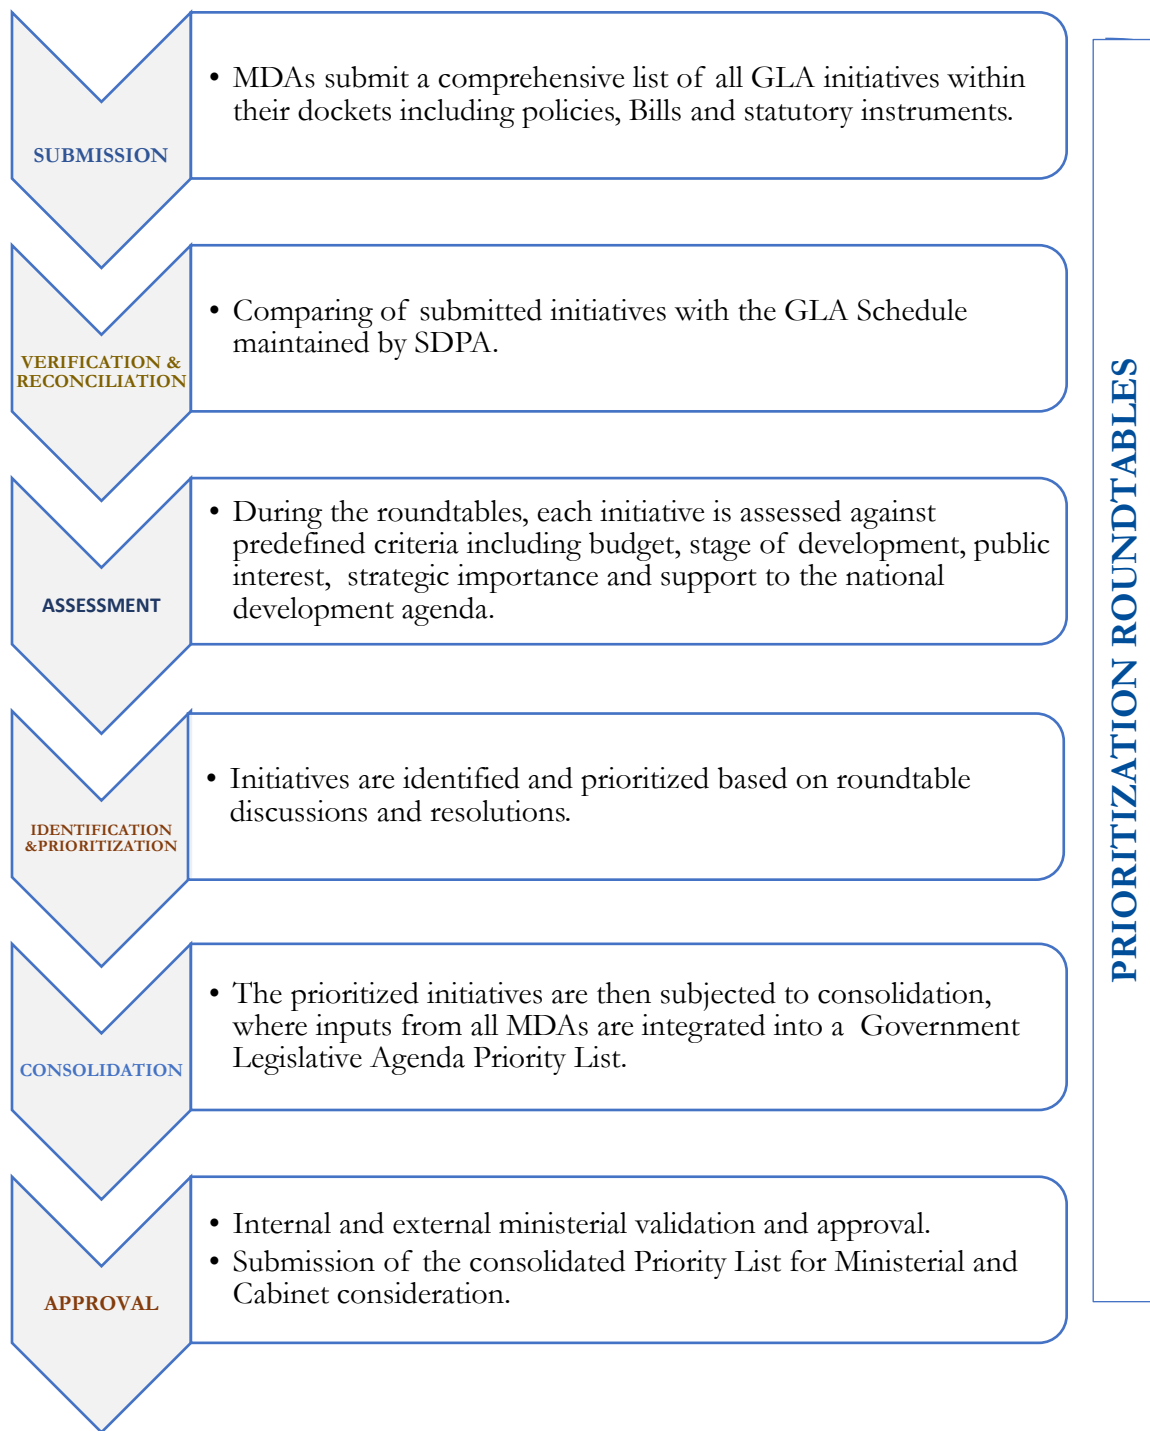 SUBMISSION
• MDAs submit a comprehensive list of all GLA initiatives within
their dockets including policies, Bills and statutory instruments.
VERIFICATION &
RECONCILIATION
• Comparing of submitted initiatives with the GLA Schedule
maintained by SDPA.
ASSESSMENT
• During the roundtables, each initiative is assessed against
predefined criteria including budget, stage of development, public
interest, strategic importance and support to the national
development agenda.
IDENTIFICATION
&PRIORITIZATION
• Initiatives are identified and prioritized based on roundtable
discussions and resolutions.
CONSOLIDATION
• The prioritized initiatives are then subjected to consolidation,
where inputs from all MDAs are integrated into a Government
Legislative Agenda Priority List.
APPROVAL
• Internal and external ministerial validation and approval.
• Submission of the consolidated Priority List for Ministerial and
Cabinet consideration.
PRIORITIZATION ROUNDTABLES